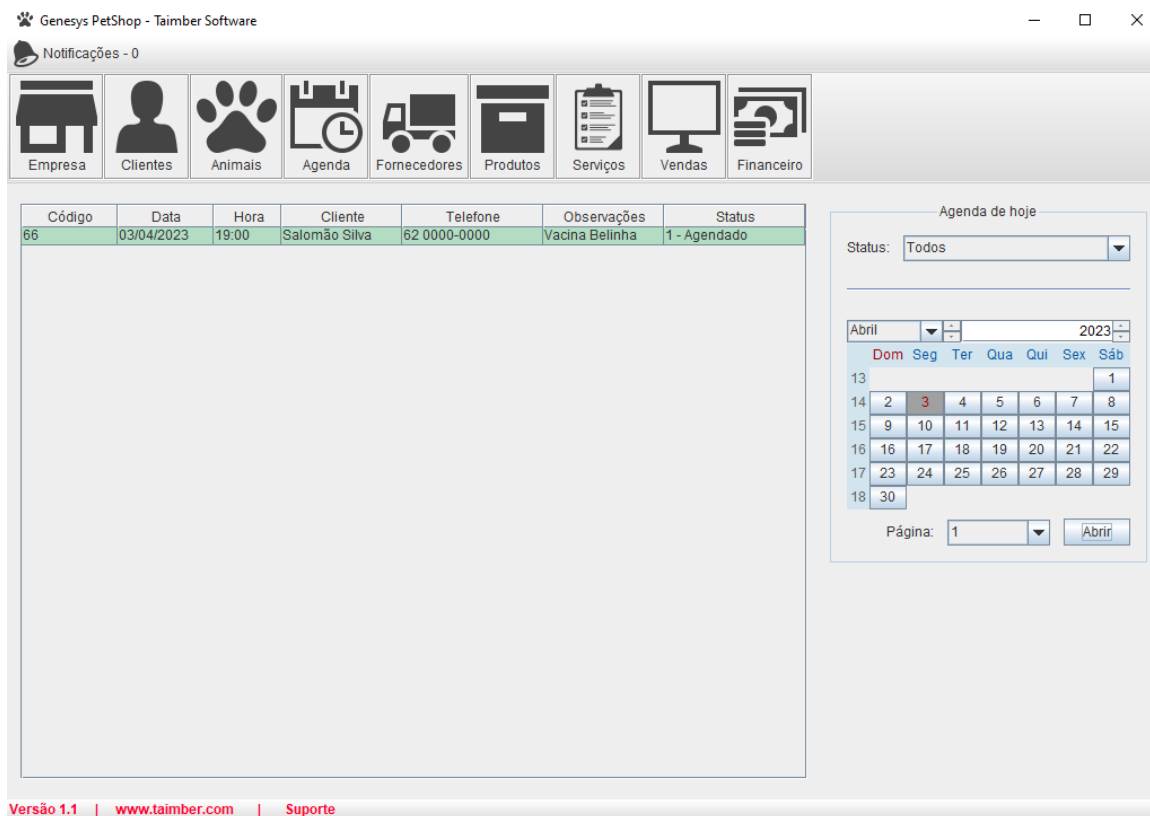 Genesys PetShop - Taimber Software
Notificações - 0
Empresa Clientes Animais Agenda Fornecedores Produtos Serviços Vendas Financeiro
Código Data Hora Cliente Telefone Observações Status
66 03/04/2023 19:00 Salomão Silva 62 0000-0000 Vacina Belinha 1 - Agendado
Agenda de hoje
Status: Todos
Abril 2023
Dom Seg Ter Qua Qui Sex Sáb
13 1
14 2 3 4 5 6 7 8
15 9 10 11 12 13 14 15
16 16 17 18 19 20 21 22
17 23 24 25 26 27 28 29
18 30
Página: 1 Abrir
Versão 1.1 | www.taimber.com | Suporte